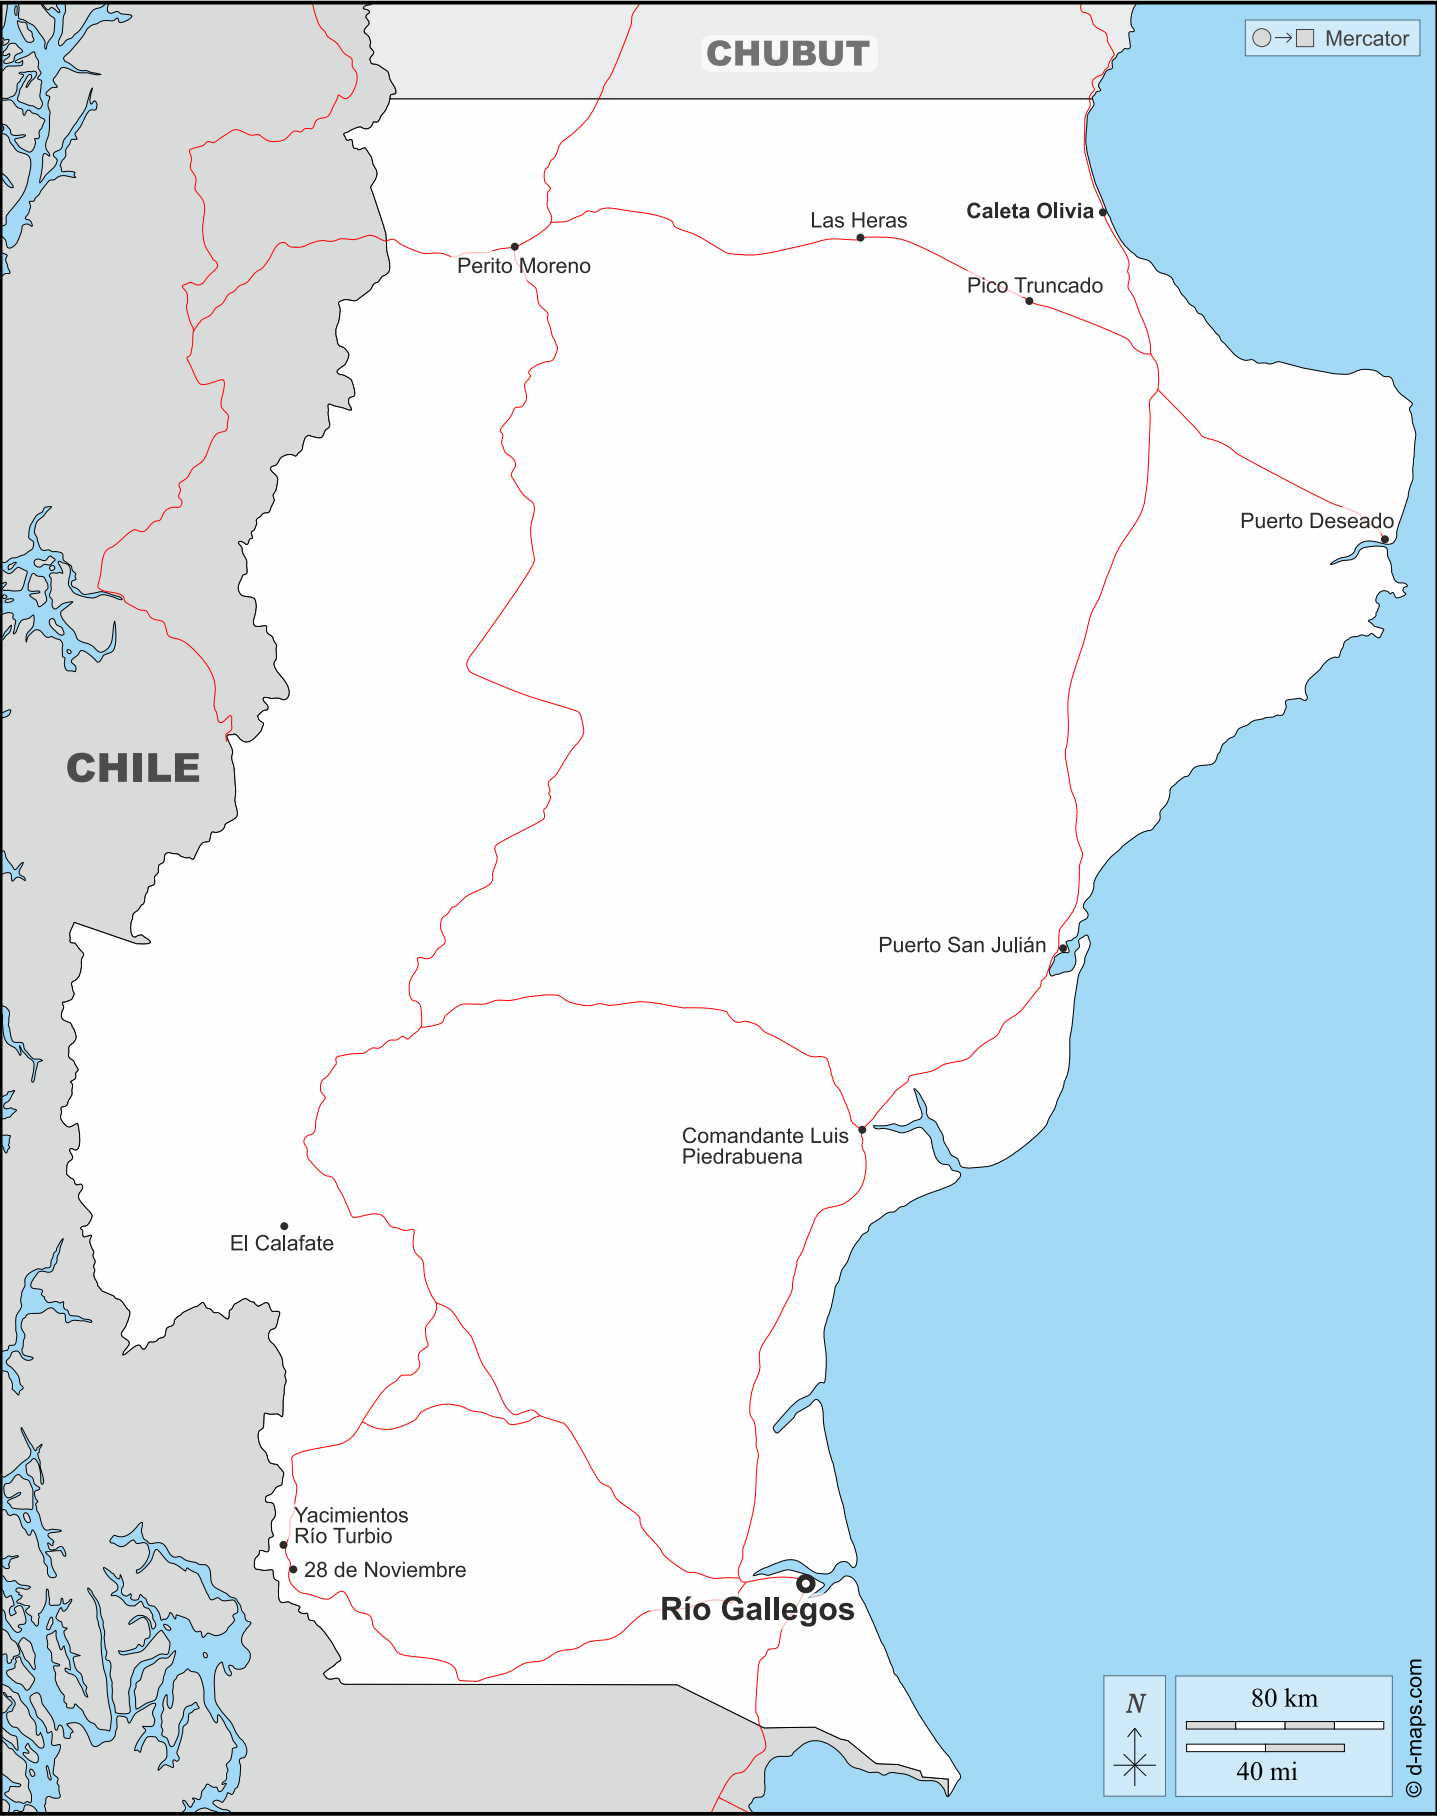 CHUBUT
Mercator
Caleta Olivia
Las Heras
Perito Moreno
Pico Truncado
Puerto Deseado
CHILE
Puerto San Julián
Comandante Luis
Piedrabuena
El Calafate
Yacimientos
Río Turbio
28 de Noviembre
Río Gallegos
N
80 km
40 mi
© d-maps.com